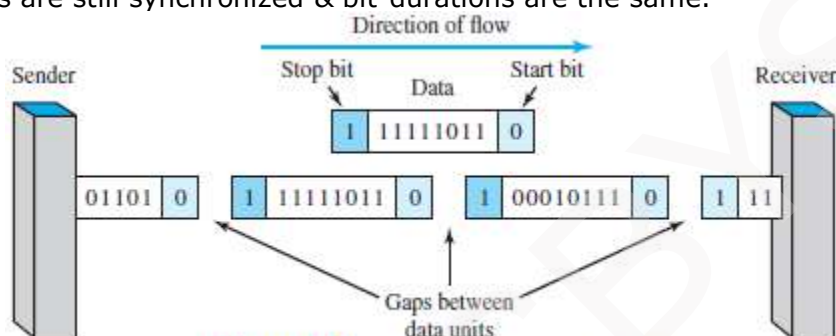 s are still synchronized & bit durations are the same.
Direction of flow
Sender
Stop bit
Start bit
Receiver
Data
1 11111011 0
01101 0
1 11111011 0
1 00010111 0
1 11
Gaps between
data units